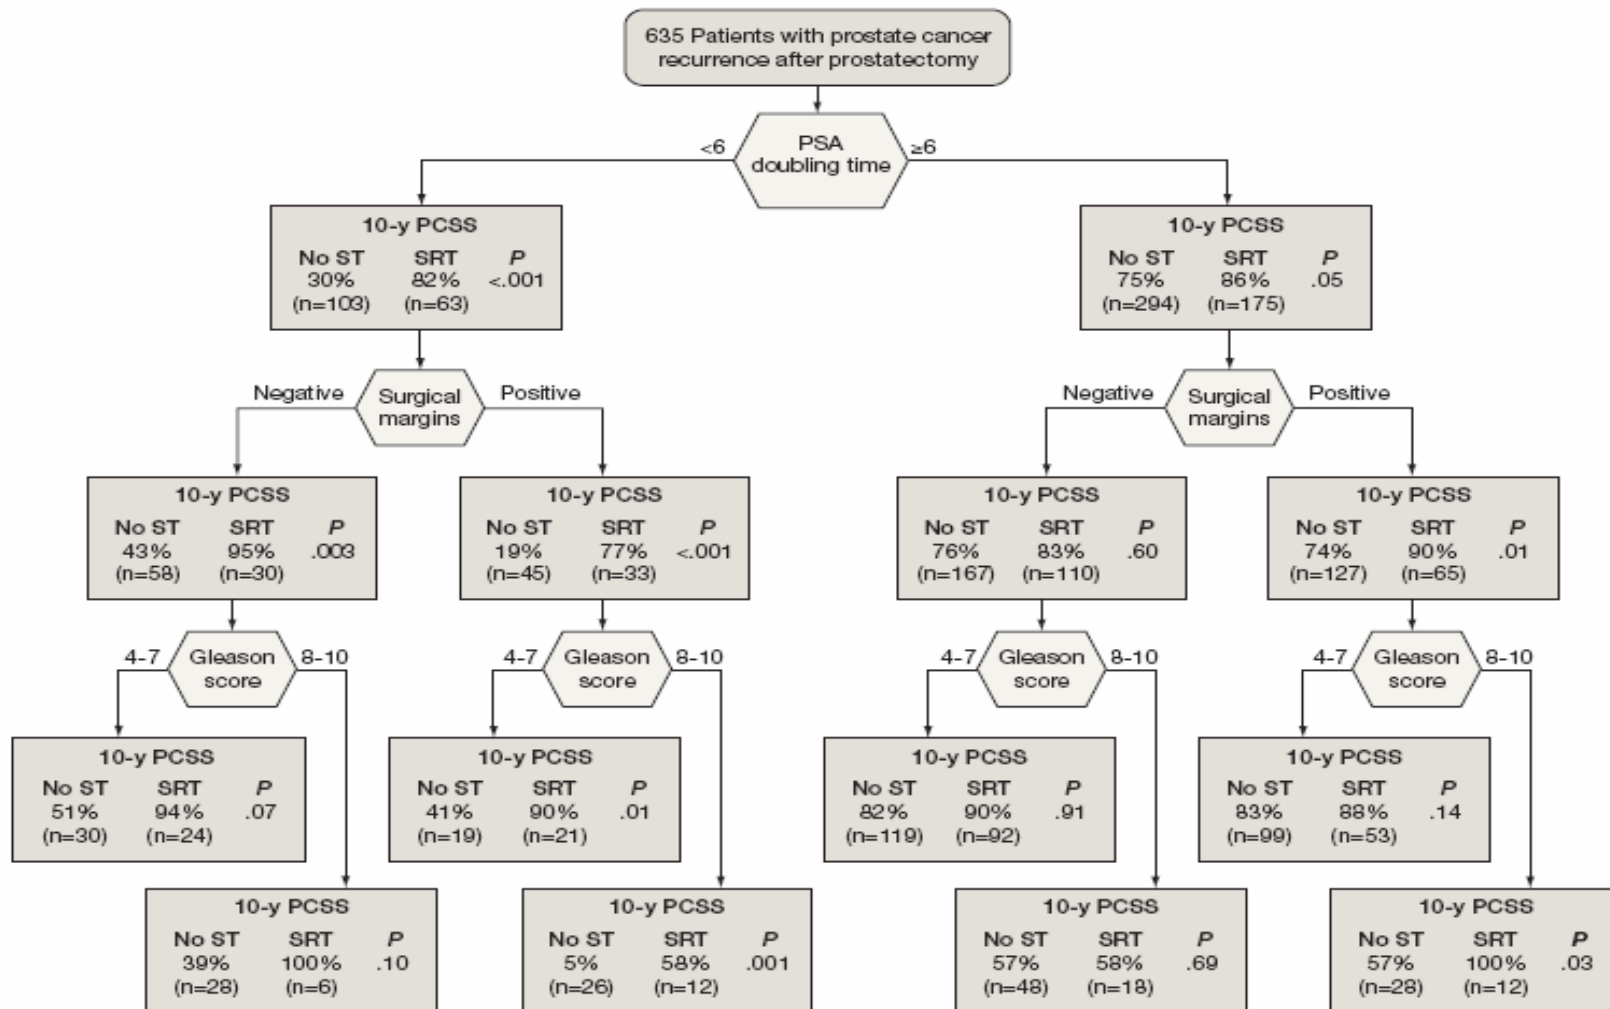 635 Patients with prostate cancer
recurrence after prostatectomy
<6
PSA
doubling time
≥6
10-y PCSS
No ST SRT P
30% 82% <.001
(n=103) (n=63)
10-y PCSS
No ST SRT P
75% 86% .05
(n=294) (n=175)
Negative
Surgical
margins
Positive
Negative
Surgical
margins
Positive
10-y PCSS
No ST SRT P
43% 95% .003
(n=58) (n=30)
10-y PCSS
No ST SRT P
19% 77% <.001
(n=45) (n=33)
10-y PCSS
No ST SRT P
76% 83% .60
(n=167) (n=110)
10-y PCSS
No ST SRT P
74% 90% .01
(n=127) (n=65)
4-7
Gleason
score
8-10
4-7
Gleason
score
8-10
4-7
Gleason
score
8-10
4-7
Gleason
score
8-10
10-y PCSS
No ST SRT P
51% 94% .07
(n=30) (n=24)
10-y PCSS
No ST SRT P
41% 90% .01
(n=19) (n=21)
10-y PCSS
No ST SRT P
82% 90% .91
(n=119) (n=92)
10-y PCSS
No ST SRT P
83% 88% .14
(n=99) (n=53)
10-y PCSS
No ST SRT P
39% 100% .10
(n=28) (n=6)
10-y PCSS
No ST SRT P
5% 58% .001
(n=26) (n=12)
10-y PCSS
No ST SRT P
57% 58% .69
(n=48) (n=18)
10-y PCSS
No ST SRT P
57% 100% .03
(n=28) (n=12)